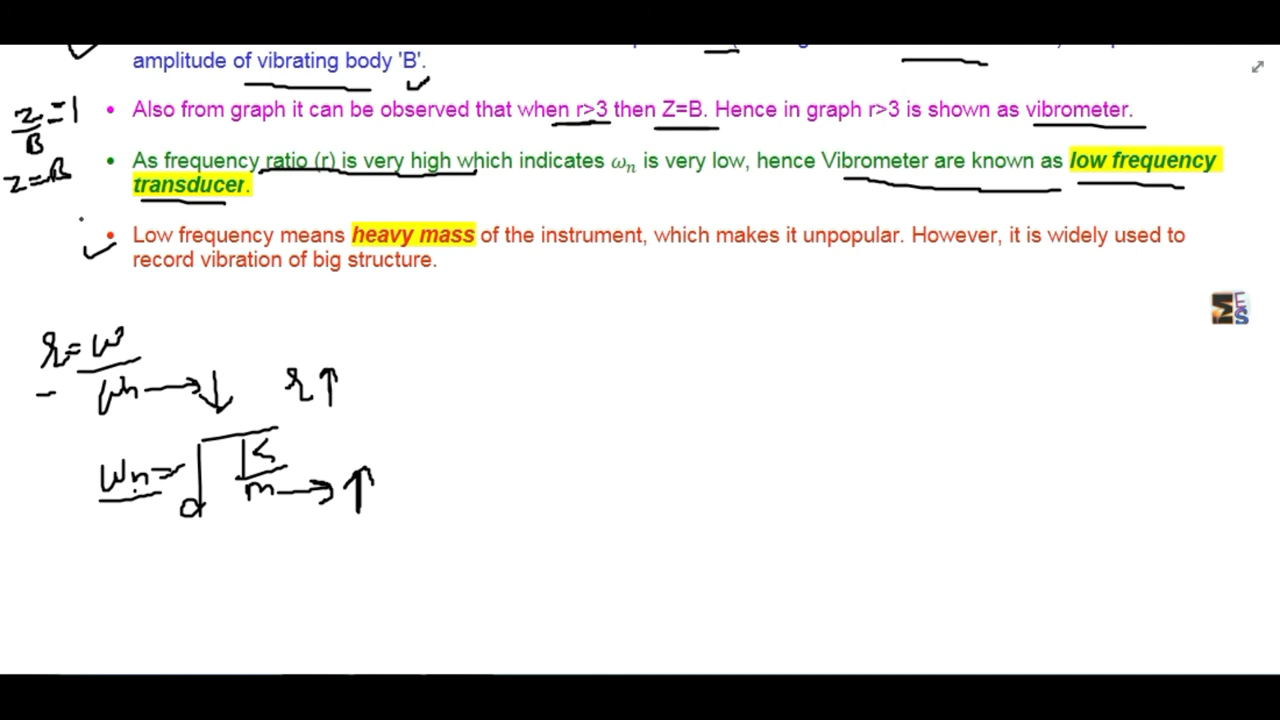 amplitude of vibrating body 'B'.
z/B = 1
• Also from graph it can be observed that when r>3 then Z=B. Hence in graph r>3 is shown as vibrometer.
z = B
• As frequency ratio (r) is very high which indicates ωn is very low, hence Vibrometer are known as low frequency
transducer.
• Low frequency means heavy mass of the instrument, which makes it unpopular. However, it is widely used to
record vibration of big structure.
r = ω/ωn → ↓ r ↑
ωn = √K/m → ↑